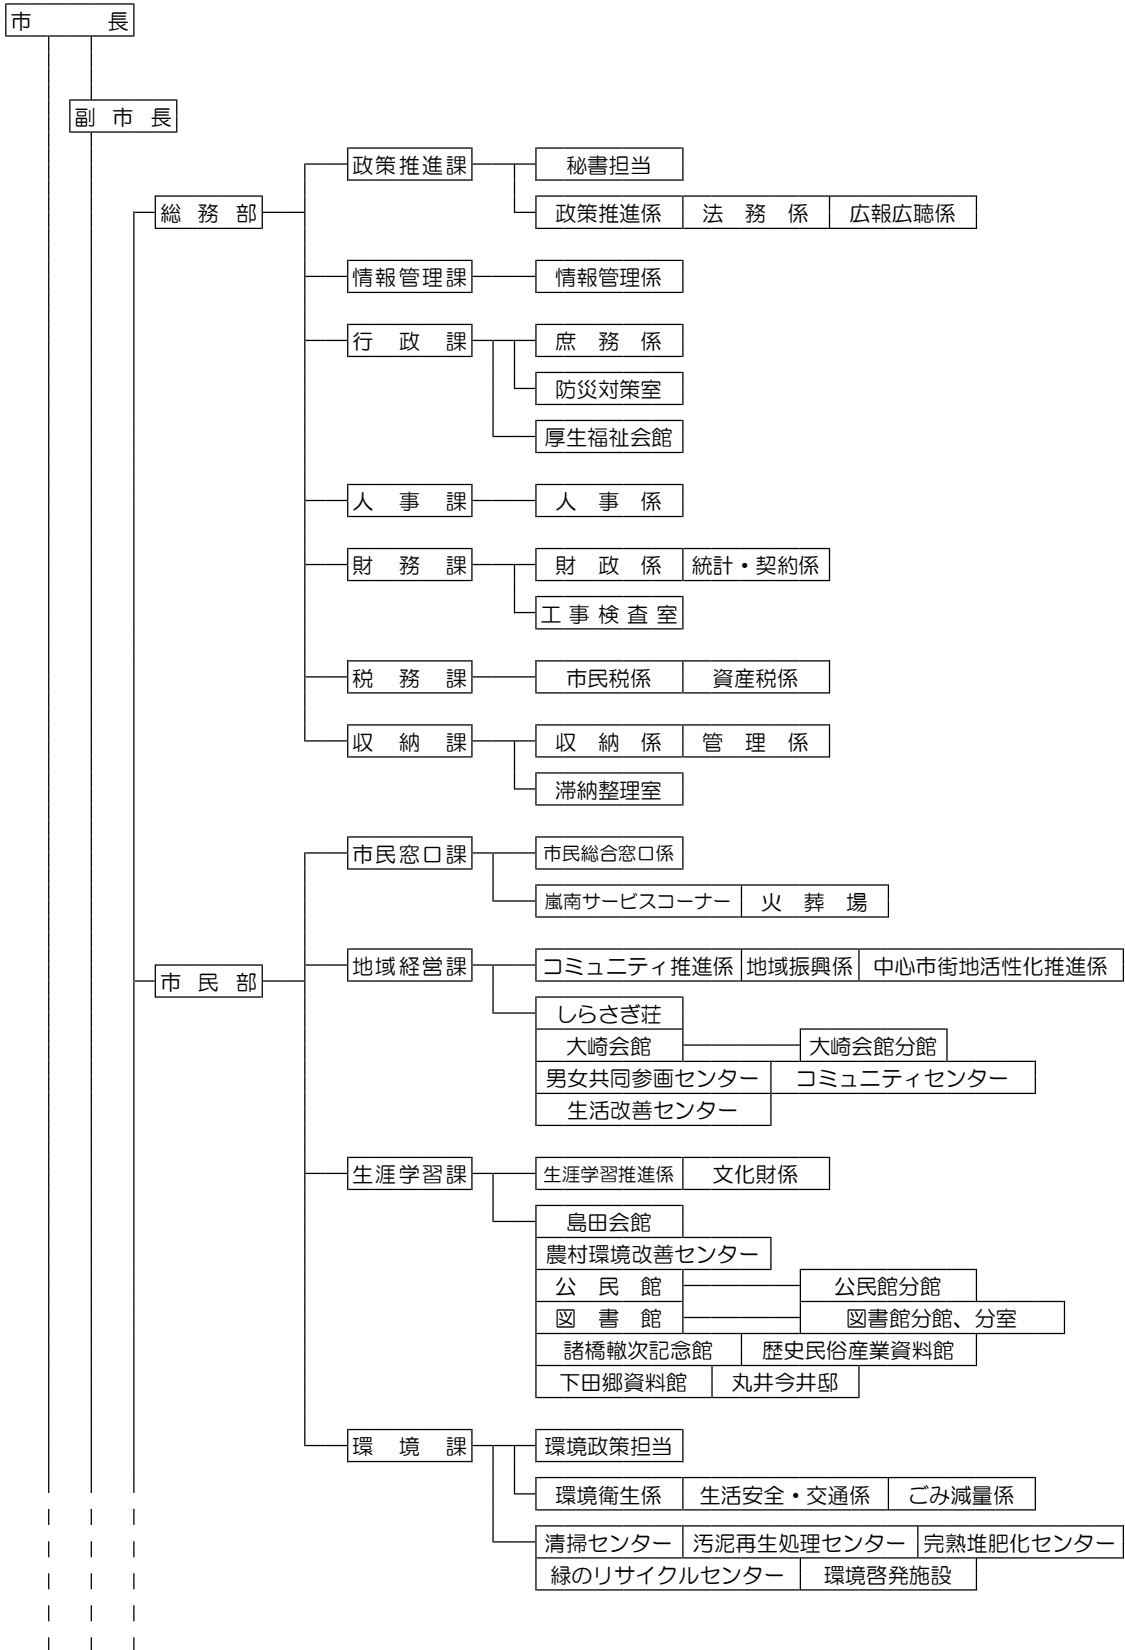 市長
副市長
政策推進課 秘書担当
総務部 政策推進係 法務係 広報広聴係
情報管理課 情報管理係
行政課 庶務係
防災対策室
厚生福祉会館
人事課 人事係
財務課 財政係 統計・契約係
工事検査室
税務課 市民税係 資産税係
収納課 収納係 管理係
滞納整理室
市民窓口課 市民総合窓口係
嵐南サービスコーナー 火葬場
市民部 地域経営課 コミュニティ推進係 地域振興係 中心市街地活性化推進係
しらさぎ荘
大崎会館 大崎会館分館
男女共同参画センター コミュニティセンター
生活改善センター
生涯学習課 生涯学習推進係 文化財係
島田会館
農村環境改善センター
公民館 公民館分館
図書館 図書館分館、分室
諸橋轍次記念館 歴史民俗産業資料館
下田郷資料館 丸井今井邸
環境課 環境政策担当
環境衛生係 生活安全・交通係 ごみ減量係
清掃センター 汚泥再生処理センター 完熟堆肥化センター
緑のリサイクルセンター 環境啓発施設